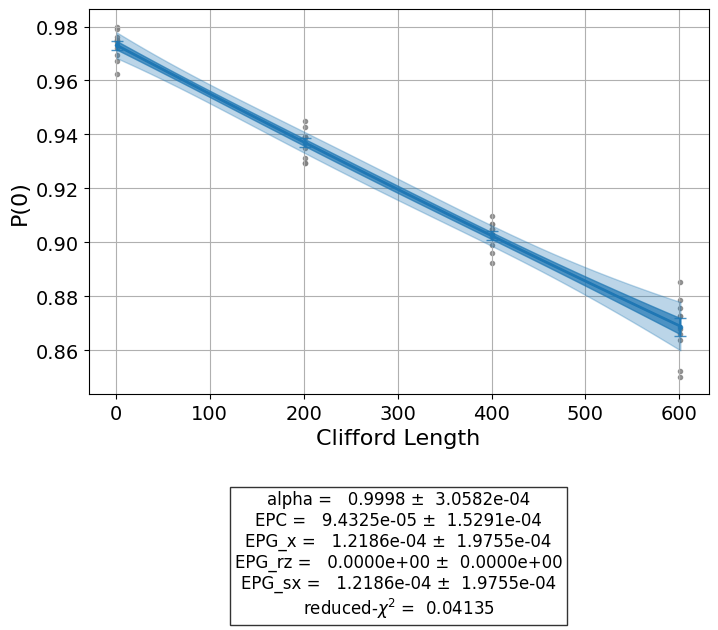 0.98
0.96
0.94
0.92
0.90
0.88
0.86
P(0)
0 100 200 300 400 500 600
Clifford Length
alpha = 0.9998 ± 3.0582e-04
EPC = 9.4325e-05 ± 1.5291e-04
EPG_x = 1.2186e-04 ± 1.9755e-04
EPG_rz = 0.0000e+00 ± 0.0000e+00
EPG_sx = 1.2186e-04 ± 1.9755e-04
reduced-χ² = 0.04135